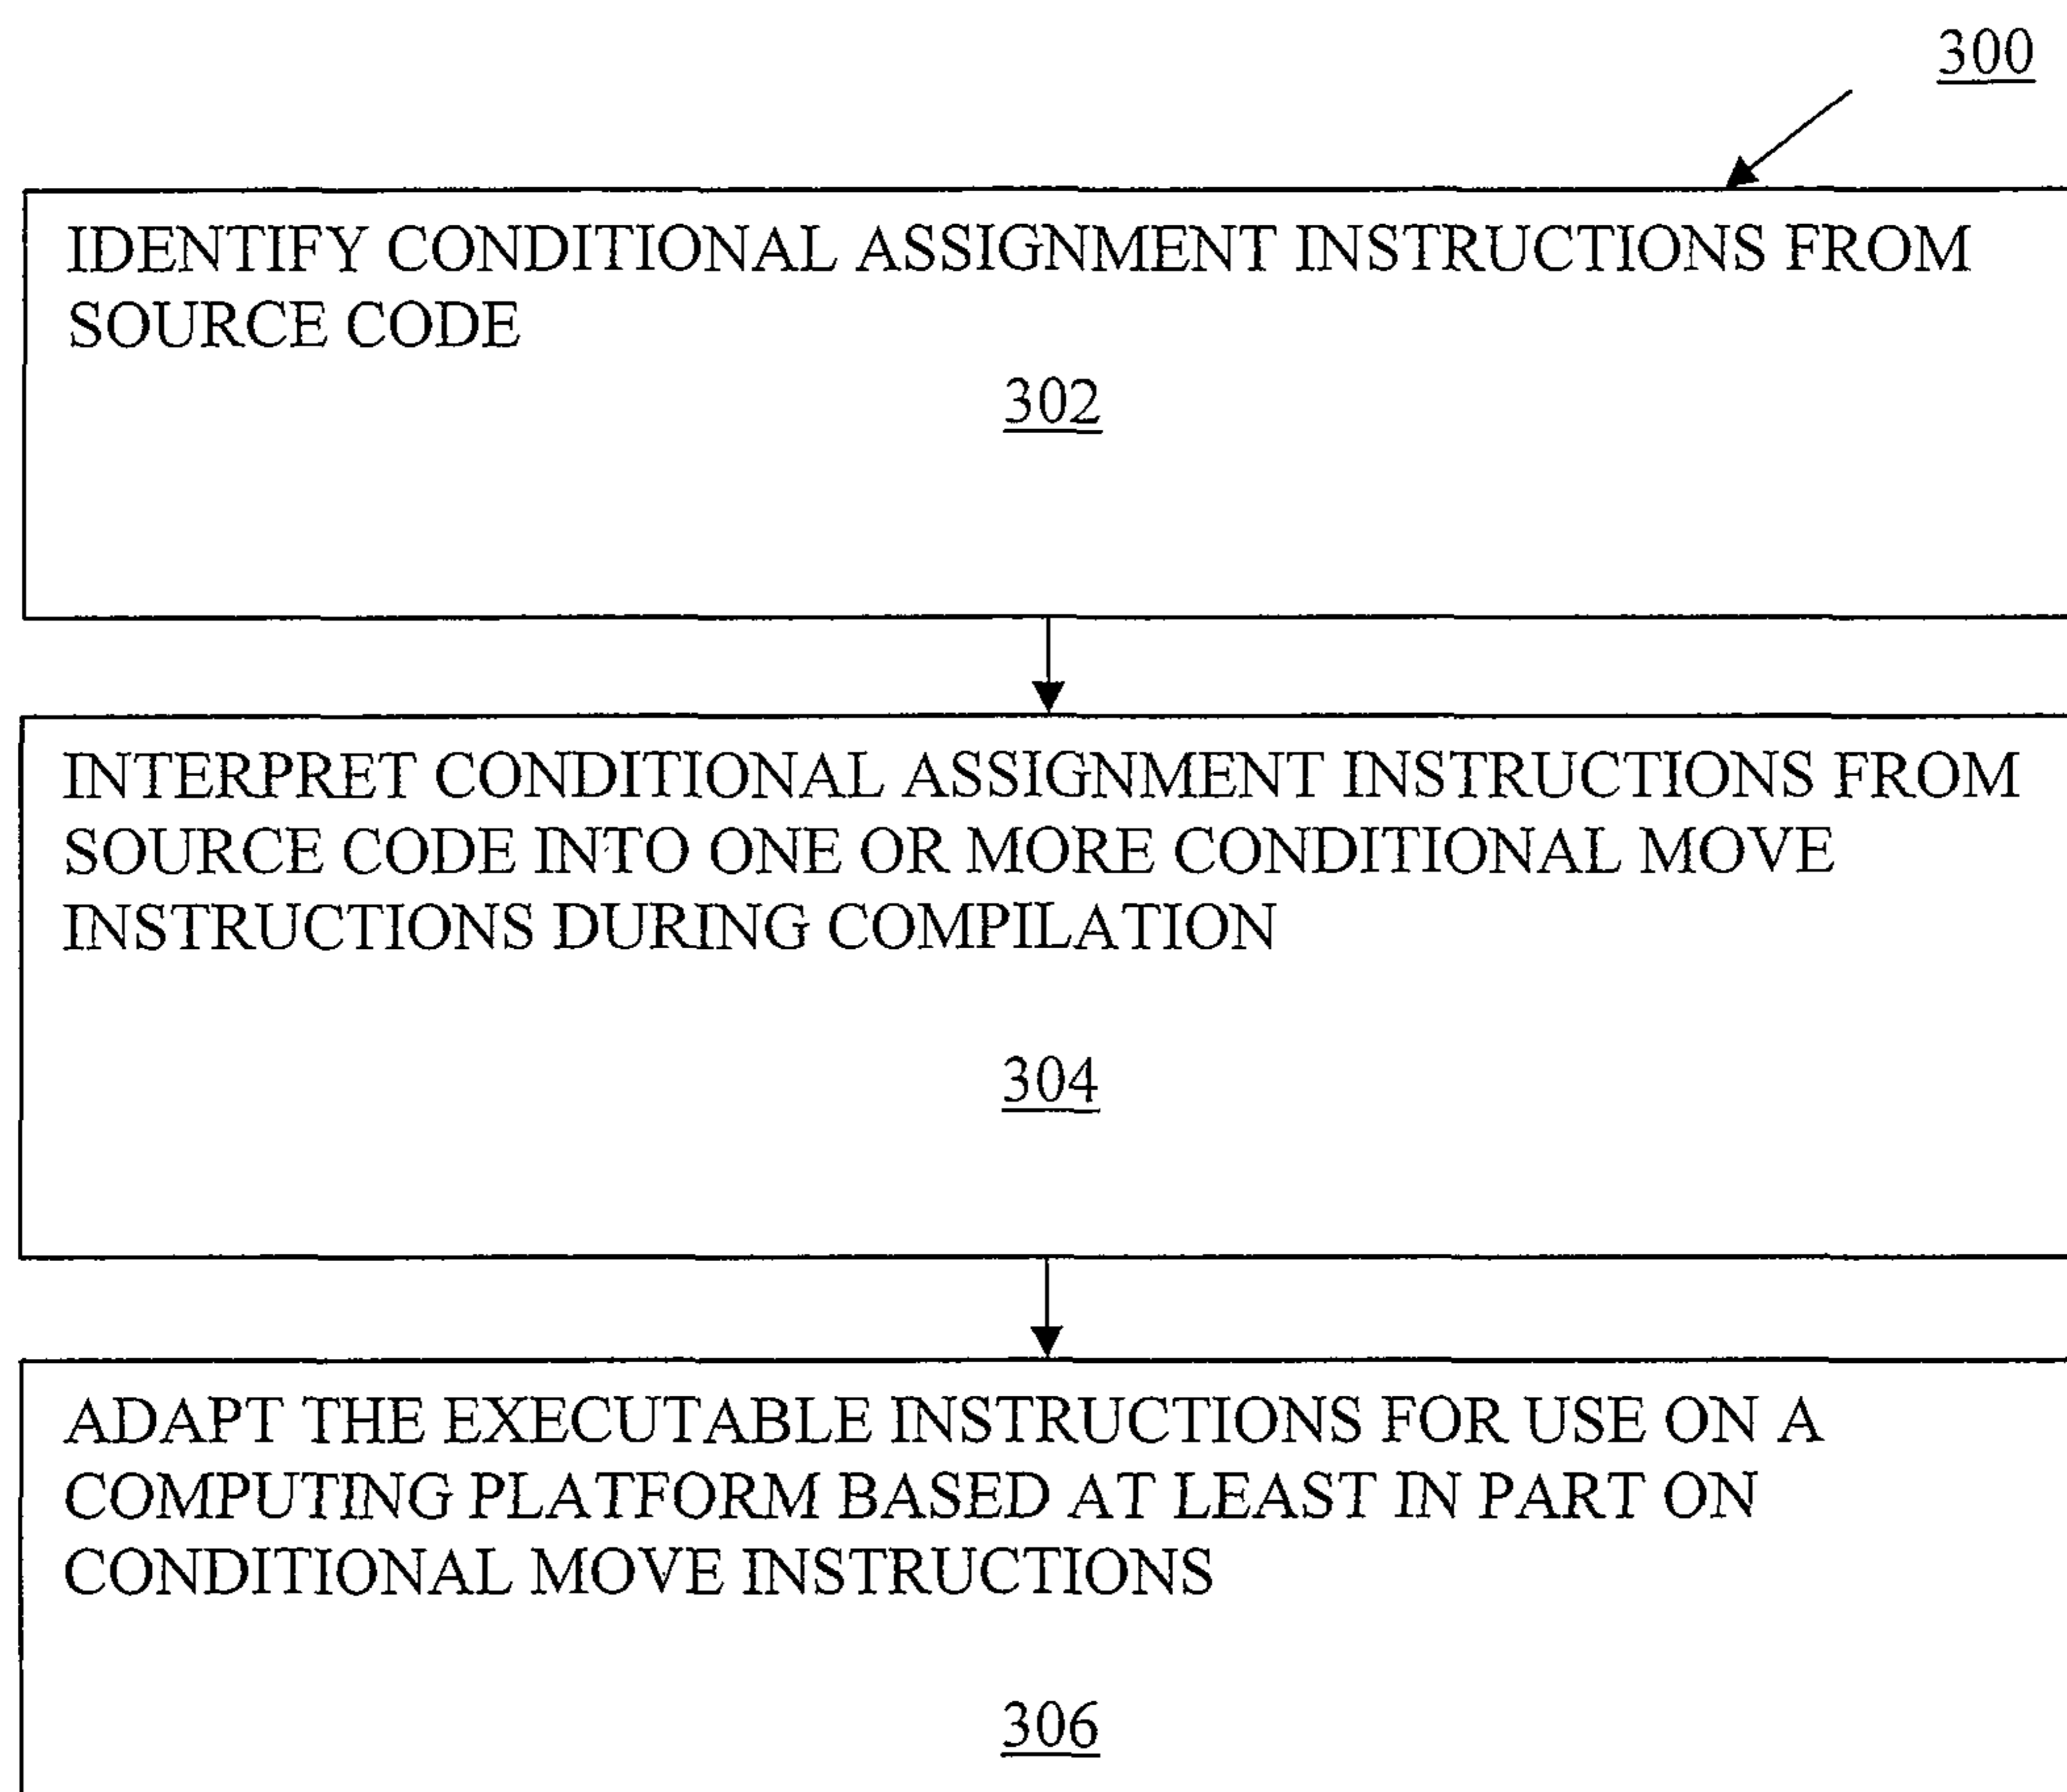 300
IDENTIFY CONDITIONAL ASSIGNMENT INSTRUCTIONS FROM
SOURCE CODE
302
INTERPRET CONDITIONAL ASSIGNMENT INSTRUCTIONS FROM
SOURCE CODE INTO ONE OR MORE CONDITIONAL MOVE
INSTRUCTIONS DURING COMPILATION
304
ADAPT THE EXECUTABLE INSTRUCTIONS FOR USE ON A
COMPUTING PLATFORM BASED AT LEAST IN PART ON
CONDITIONAL MOVE INSTRUCTIONS
306